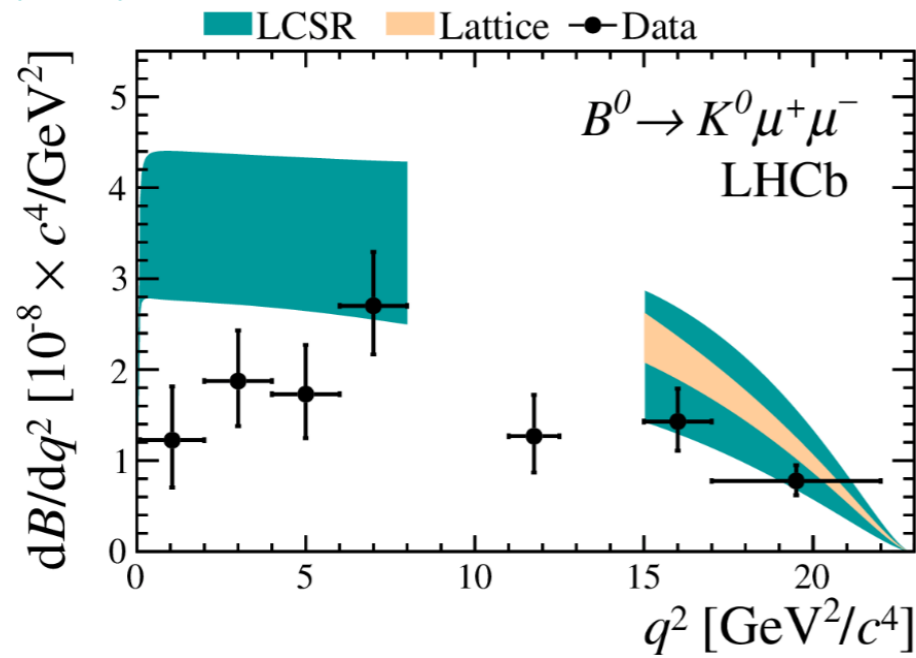 LCSR Lattice Data
dB/dq² [10⁻⁸ × c⁴/GeV²]
B⁰→ K⁰μ⁺μ⁻
LHCb
5
4
3
2
1
0
0 5 10 15 20
q² [GeV²/c⁴]